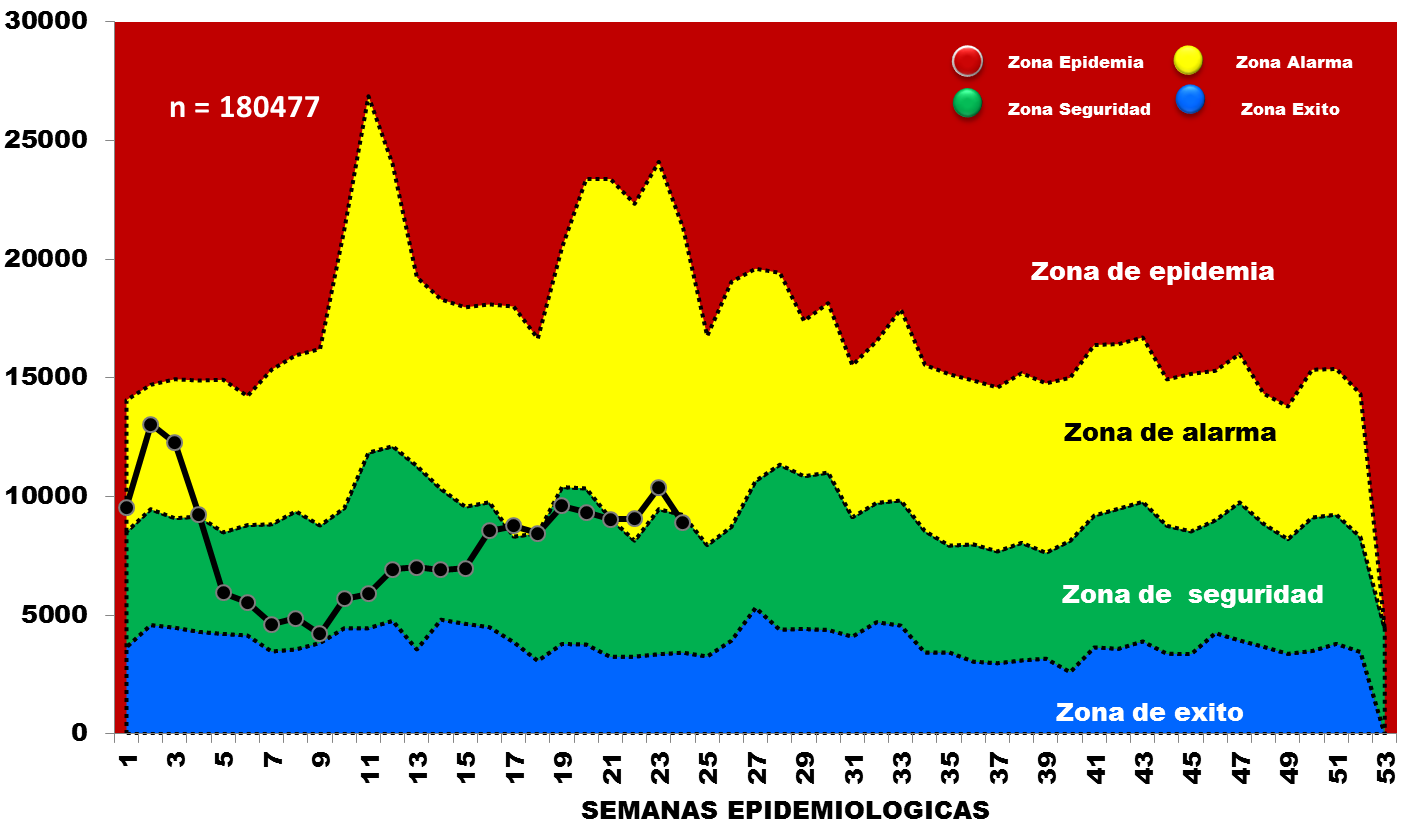 30000
25000
20000
15000
10000
5000
0
n = 180477
Zona Epidemia
Zona Alarma
Zona Seguridad
Zona Exito
Zona de epidemia
Zona de alarma
Zona de  seguridad
Zona de exito
1 3 5 7 9 11 13 15 17 19 21 23 25 27 29 31 33 35 37 39 41 43 45 47 49 51 53
SEMANAS EPIDEMIOLOGICAS